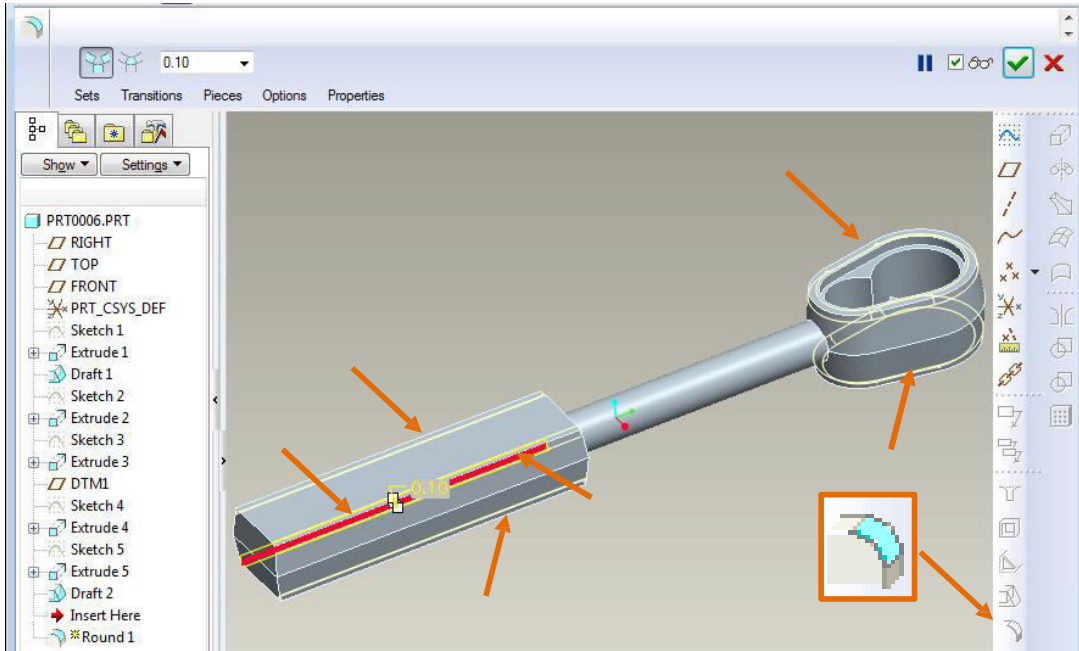 0.10
Sets Transitions Pieces Options Properties
Show Settings
PRT0006.PRT
RIGHT
TOP
FRONT
PRT_CSYS_DEF
Sketch 1
Extrude 1
Draft 1
Sketch 2
Extrude 2
Sketch 3
Extrude 3
DTM1
Sketch 4
Extrude 4
Sketch 5
Extrude 5
Draft 2
Insert Here
Round 1
0.10